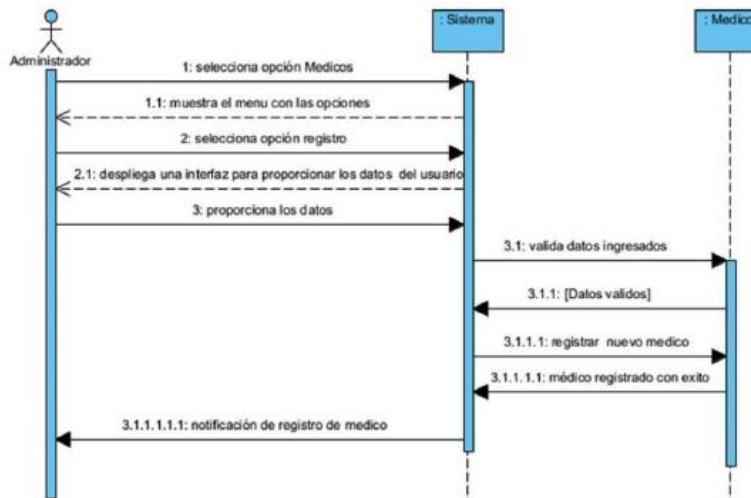 : Sistema
: Medico
Administrador
1: selecciona opción Medicos
1.1: muestra el menu con las opciones
2: selecciona opción registro
2.1: despliega una interfaz para proporcionar los datos del usuario
3: proporciona los datos
3.1: valida datos ingresados
3.1.1: [Datos validos]
3.1.1.1: registrar nuevo medico
3.1.1.1.1: médico registrado con exito
3.1.1.1.1.1: notificación de registro de medico